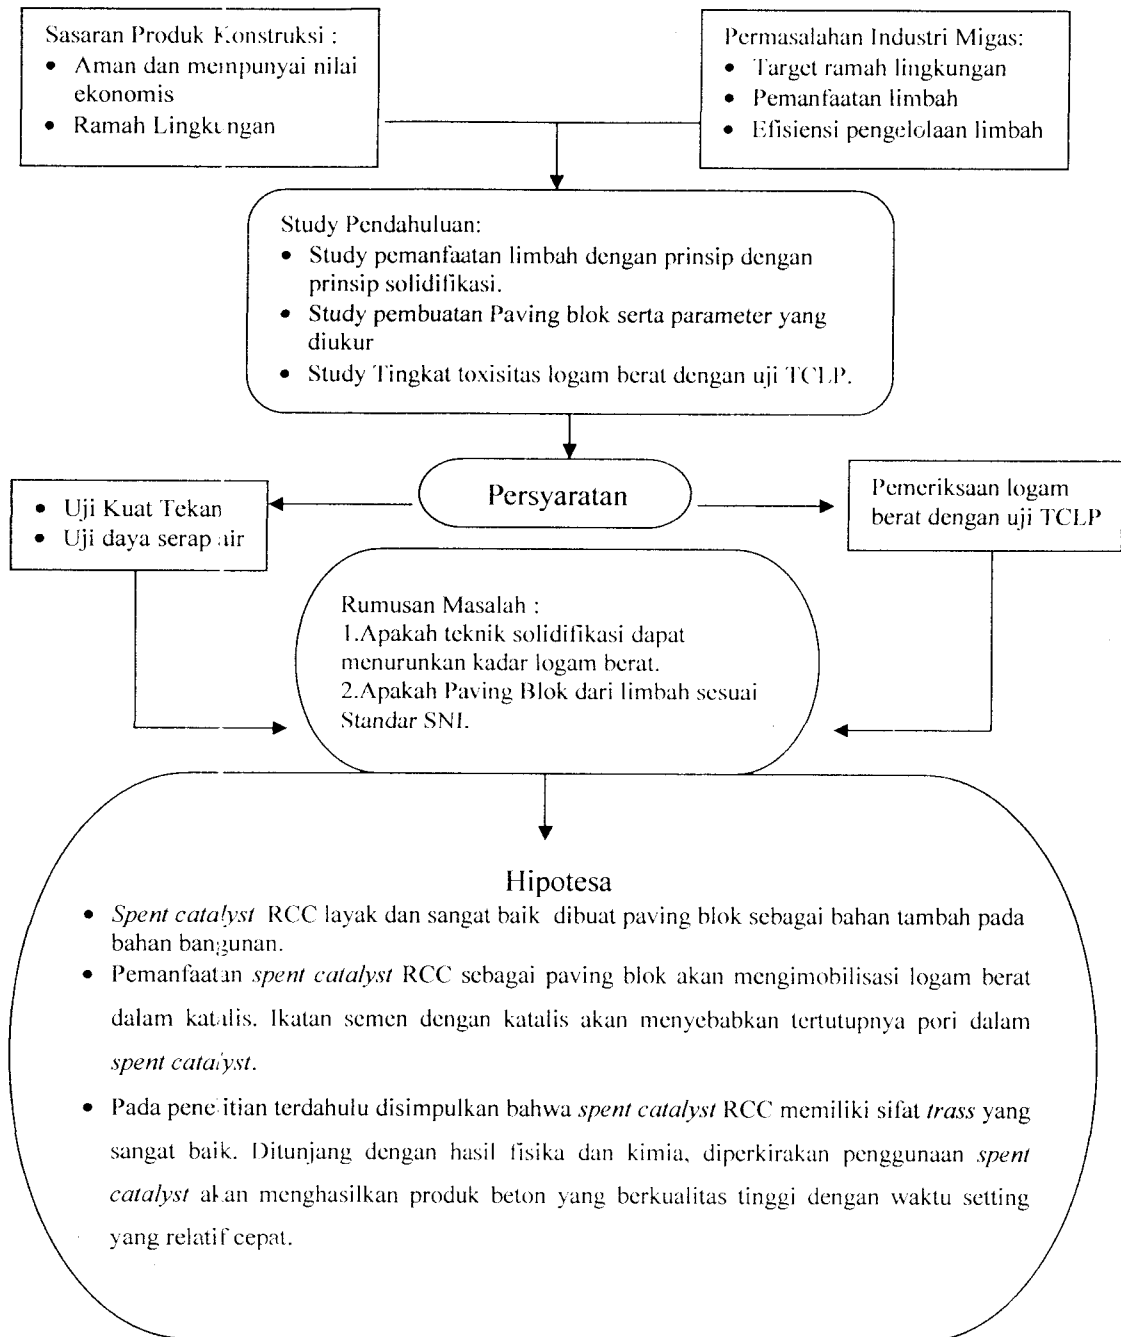 Sasaran Produk Konstruksi :
• Aman dan mempunyai nilai
ekonomis
• Ramah Lingkungan
Permasalahan Industri Migas:
• Target ramah lingkungan
• Pemanfaatan limbah
• Efisiensi pengelolaan limbah
Study Pendahuluan:
• Study pemanfaatan limbah dengan prinsip dengan
prinsip solidifikasi.
• Study pembuatan Paving blok serta parameter yang
diukur
• Study Tingkat toxisitas logam berat dengan uji TCLP.
Persyaratan
• Uji Kuat Tekan
• Uji daya serap air
Pemeriksaan logam
berat dengan uji TCLP
Rumusan Masalah :
1.Apakah teknik solidifikasi dapat
menurunkan kadar logam berat.
2.Apakah Paving Blok dari limbah sesuai
Standar SNI.
Hipotesa
• Spent catalyst RCC layak dan sangat baik dibuat paving blok sebagai bahan tambah pada
bahan bangunan.
• Pemanfaatan spent catalyst RCC sebagai paving blok akan mengimobilisasi logam berat
dalam katalis. Ikatan semen dengan katalis akan menyebabkan tertutupnya pori dalam
spent catalyst.
• Pada penelitian terdahulu disimpulkan bahwa spent catalyst RCC memiliki sifat trass yang
sangat baik. Ditunjang dengan hasil fisika dan kimia, diperkirakan penggunaan spent
catalyst akan menghasilkan produk beton yang berkualitas tinggi dengan waktu setting
yang relatif cepat.